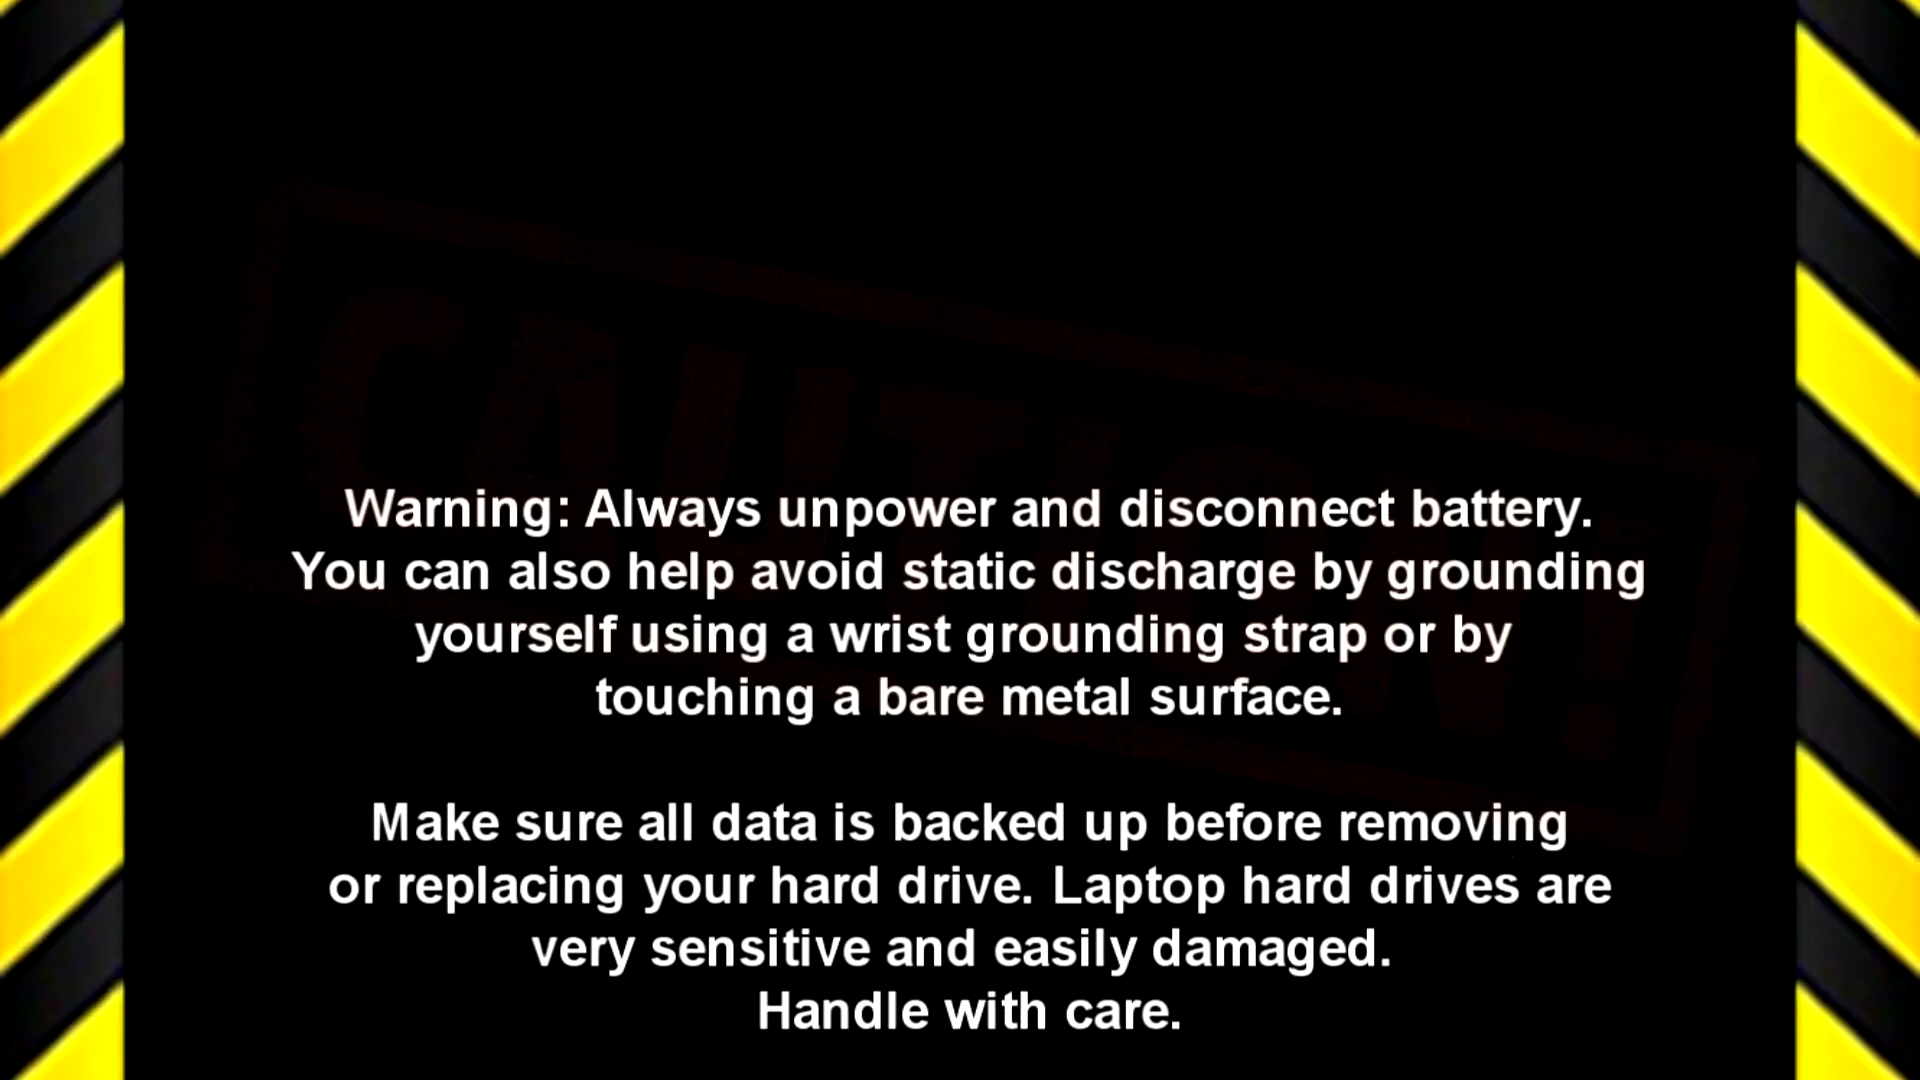 CAUTION!
Warning: Always unpower and disconnect battery.
You can also help avoid static discharge by grounding
yourself using a wrist grounding strap or by
touching a bare metal surface.
Make sure all data is backed up before removing
or replacing your hard drive. Laptop hard drives are
very sensitive and easily damaged.
Handle with care.